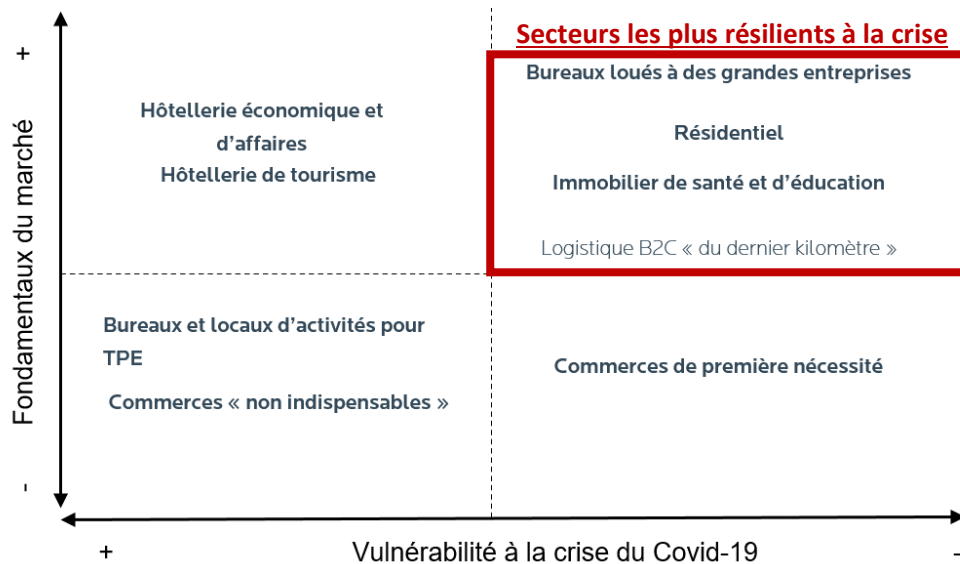 Secteurs les plus résilients à la crise
+
Fondamentaux du marché
-
Hôtellerie économique et
d'affaires
Hôtellerie de tourisme
Bureaux loués à des grandes entreprises
Résidentiel
Immobilier de santé et d'éducation
Logistique B2C « du dernier kilomètre »
Bureaux et locaux d'activités pour
TPE
Commerces « non indispensables »
Commerces de première nécessité
+
Vulnérabilité à la crise du Covid-19
-